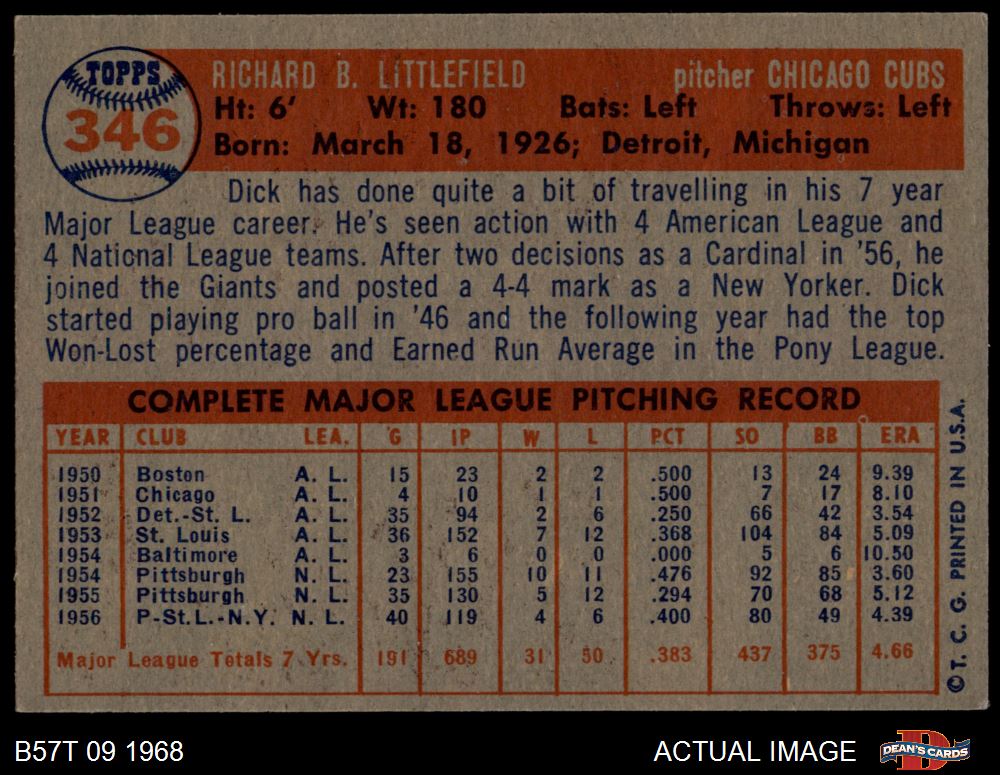 TOPPS
346
RICHARD B. LITTLEFIELD pitcher CHICAGO CUBS
Ht: 6' Wt: 180 Bats: Left Throws: Left
Born: March 18, 1926; Detroit, Michigan
Dick has done quite a bit of travelling in his 7 year
Major League career. He's seen action with 4 American League and
4 National League teams. After two decisions as a Cardinal in '56, he
joined the Giants and posted a 4-4 mark as a New Yorker. Dick
started playing pro ball in '46 and the following year had the top
Won-Lost percentage and Earned Run Average in the Pony League.
COMPLETE MAJOR LEAGUE PITCHING RECORD
YEAR CLUB LEA. G IP W L PCT SO BB ERA
1950 Boston A. L. 15 23 2 2 .500 13 24 9.39
1951 Chicago A. L. 4 10 1 1 .500 7 17 8.10
1952 Det.-St. L. A. L. 35 94 2 6 .250 66 42 3.54
1953 St. Louis A. L. 36 152 7 12 .368 104 84 5.09
1954 Baltimore A. L. 3 6 0 0 .000 5 6 10.50
1954 Pittsburgh N. L. 23 155 10 11 .476 92 85 3.60
1955 Pittsburgh N. L. 35 130 5 12 .294 70 68 5.12
1956 P-St.L.-N.Y. N. L. 40 119 4 6 .400 80 49 4.39
Major League Totals 7 Yrs. 191 689 31 50 .383 437 375 4.66
© T. C. G. PRINTED IN U.S.A.
B57T 09 1968 ACTUAL IMAGE DEAN'S CARDS